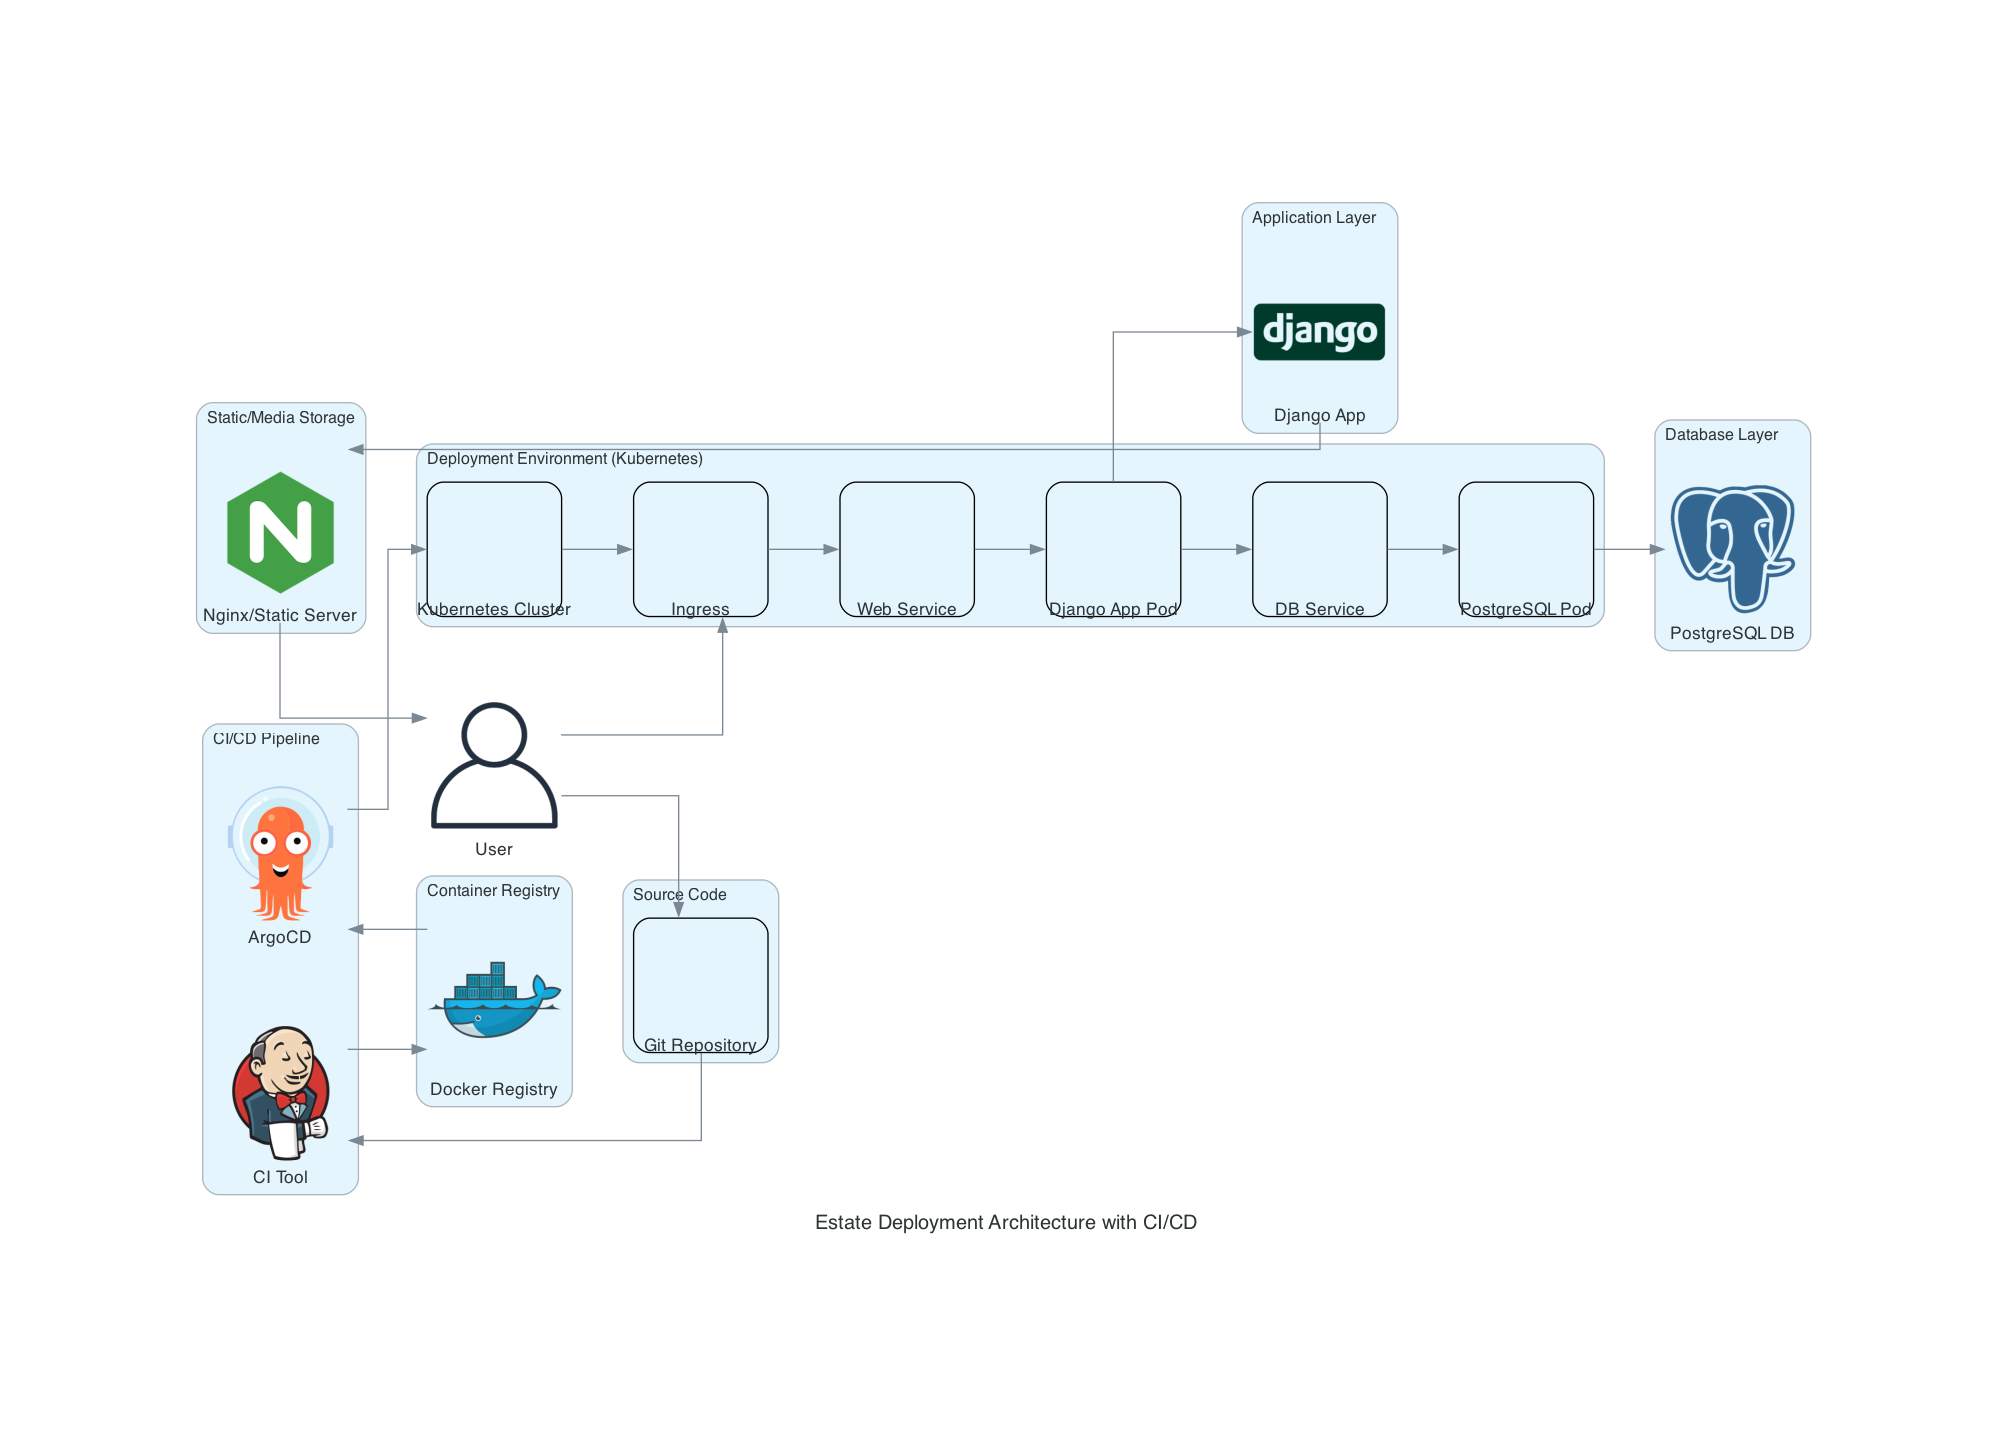 Application Layer
django
Django App
Static/Media Storage
Nginx/Static Server
Deployment Environment (Kubernetes)
Kubernetes Cluster
Ingress
Web Service
Django App Pod
DB Service
PostgreSQL Pod
Database Layer
PostgreSQL DB
CI/CD Pipeline
ArgoCD
CI Tool
User
Container Registry
Docker Registry
Source Code
Git Repository
Estate Deployment Architecture with CI/CD